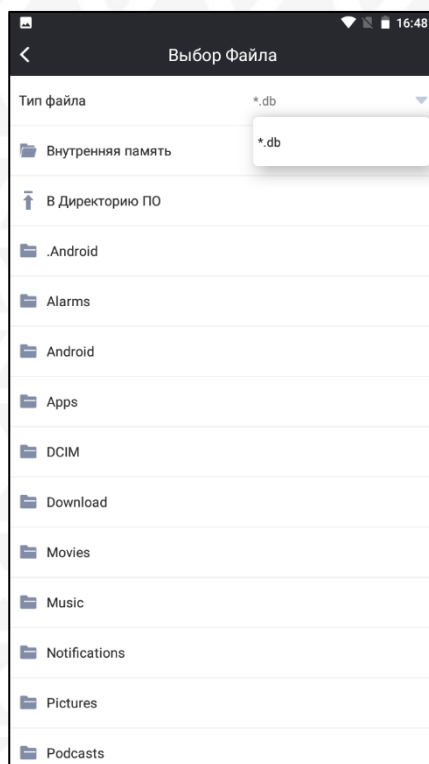 16:48
Выбор Файла
Тип файла *.db
*.db
Внутренняя память
В Директорию ПО
.Android
Alarms
Android
Apps
DCIM
Download
Movies
Music
Notifications
Pictures
Podcasts